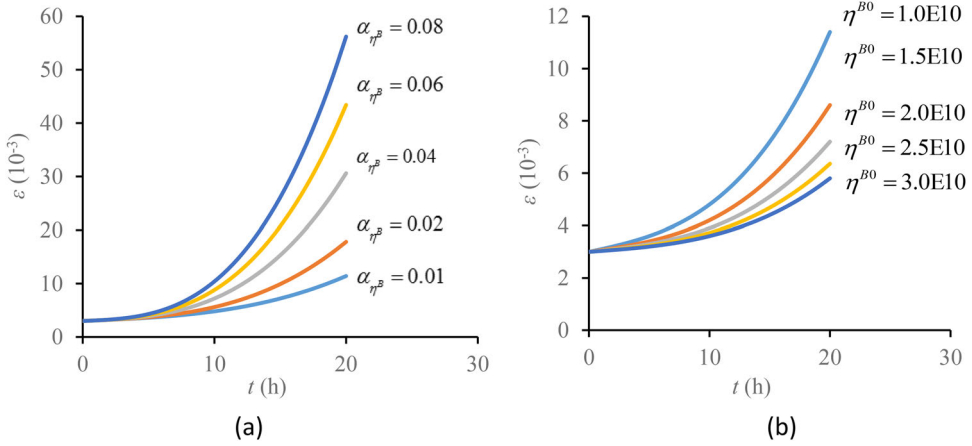 60
50
40
30
20
10
0
ε (10⁻³)
0
10
20
30
t (h)
α_{η^B} = 0.08
α_{η^B} = 0.06
α_{η^B} = 0.04
α_{η^B} = 0.02
α_{η^B} = 0.01
(a)
12
10
8
6
4
2
0
ε (10⁻³)
0
10
20
30
t (h)
η^{B0} = 1.0E10
η^{B0} = 1.5E10
η^{B0} = 2.0E10
η^{B0} = 2.5E10
η^{B0} = 3.0E10
(b)